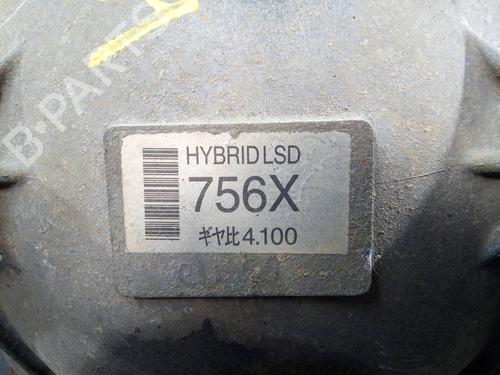 B-PARTS
HYBRID LSD
756X
ギヤ比4.100